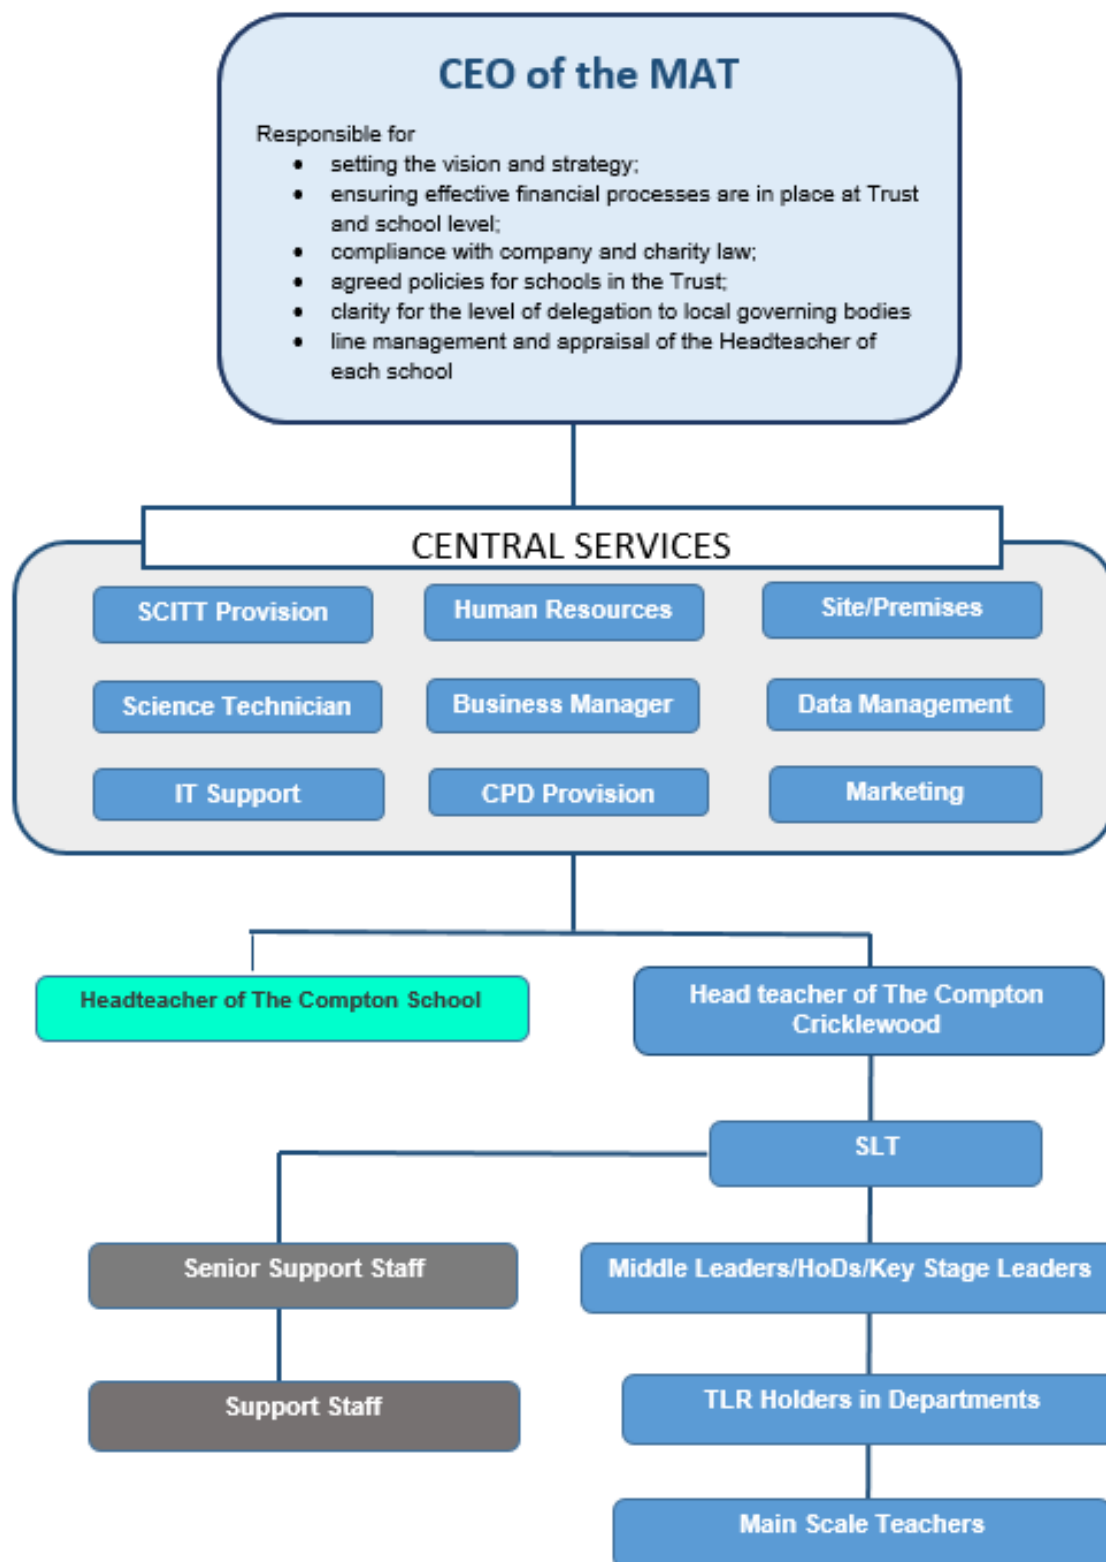 CEO of the MAT
Responsible for
• setting the vision and strategy;
• ensuring effective financial processes are in place at Trust
and school level;
• compliance with company and charity law;
• agreed policies for schools in the Trust;
• clarity for the level of delegation to local governing bodies
• line management and appraisal of the Headteacher of
each school
CENTRAL SERVICES
SCITT Provision
Human Resources
Site/Premises
Science Technician
Business Manager
Data Management
IT Support
CPD Provision
Marketing
Headteacher of The Compton School
Head teacher of The Compton
Cricklewood
SLT
Senior Support Staff
Middle Leaders/HoDs/Key Stage Leaders
Support Staff
TLR Holders in Departments
Main Scale Teachers